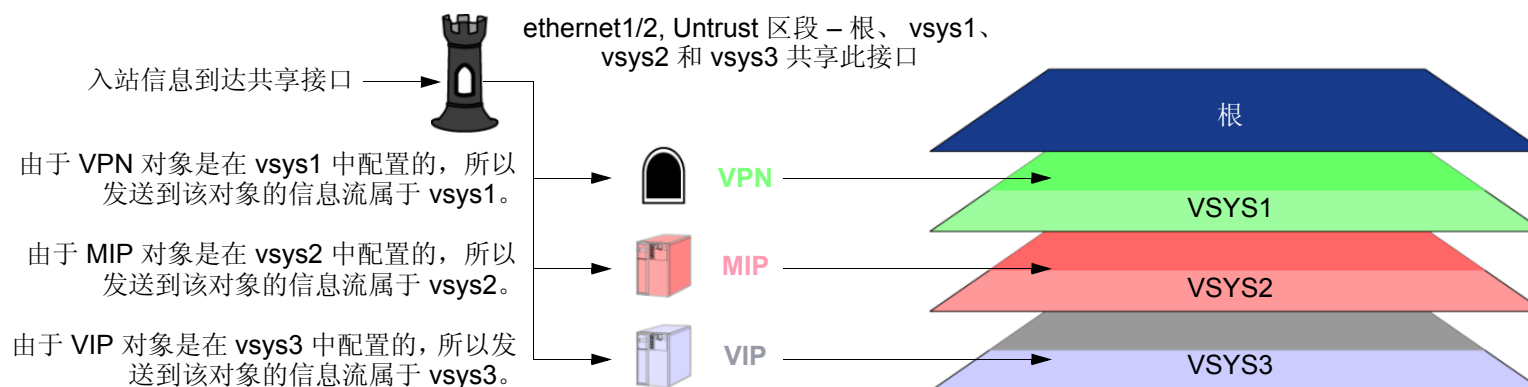 ethernet1/2, Untrust 区段 – 根、 vsys1、
vsys2 和 vsys3 共享此接口
入站信息到达共享接口
根
由于 VPN 对象是在 vsys1 中配置的，所以
发送到该对象的信息流属于 vsys1。
VPN
VSYS1
由于 MIP 对象是在 vsys2 中配置的，所以
发送到该对象的信息流属于 vsys2。
MIP
VSYS2
由于 VIP 对象是在 vsys3 中配置的，所以发
送到该对象的信息流属于 vsys3。
VIP
VSYS3